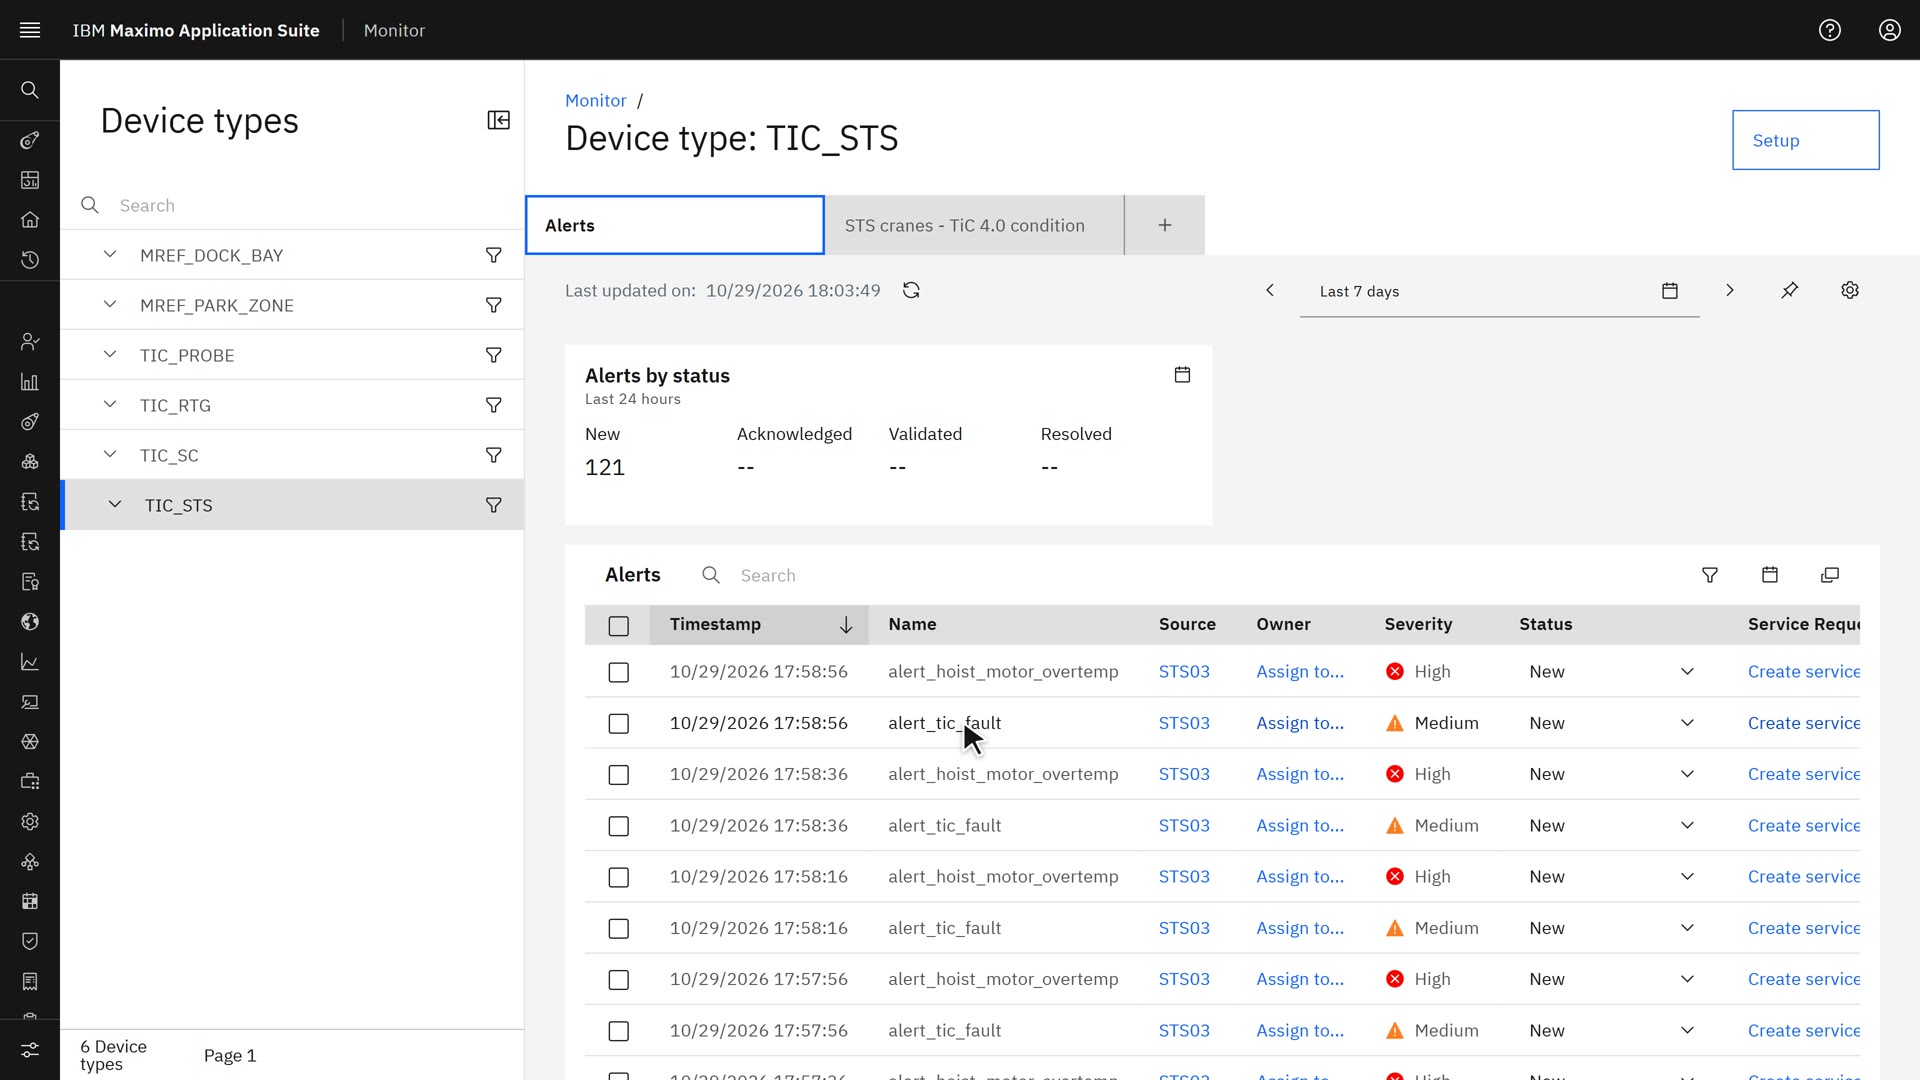 IBM Maximo Application Suite
Monitor
Device types
Search
MREF_DOCK_BAY
MREF_PARK_ZONE
TIC_PROBE
TIC_RTG
TIC_SC
TIC_STS
6 Device types
Page 1
Monitor /
Device type: TIC_STS
Setup
Alerts
STS cranes - TiC 4.0 condition
Last updated on: 10/29/2026 18:03:49
Last 7 days
Alerts by status
Last 24 hours
New Acknowledged Validated Resolved
121 -- -- --
Alerts
Search
Timestamp Name Source Owner Severity Status Service Reque
10/29/2026 17:58:56 alert_hoist_motor_overtemp STS03 Assign to... High New Create service
10/29/2026 17:58:56 alert_tic_fault STS03 Assign to... Medium New Create service
10/29/2026 17:58:36 alert_hoist_motor_overtemp STS03 Assign to... High New Create service
10/29/2026 17:58:36 alert_tic_fault STS03 Assign to... Medium New Create service
10/29/2026 17:58:16 alert_hoist_motor_overtemp STS03 Assign to... High New Create service
10/29/2026 17:58:16 alert_tic_fault STS03 Assign to... Medium New Create service
10/29/2026 17:57:56 alert_hoist_motor_overtemp STS03 Assign to... High New Create service
10/29/2026 17:57:56 alert_tic_fault STS03 Assign to... Medium New Create service